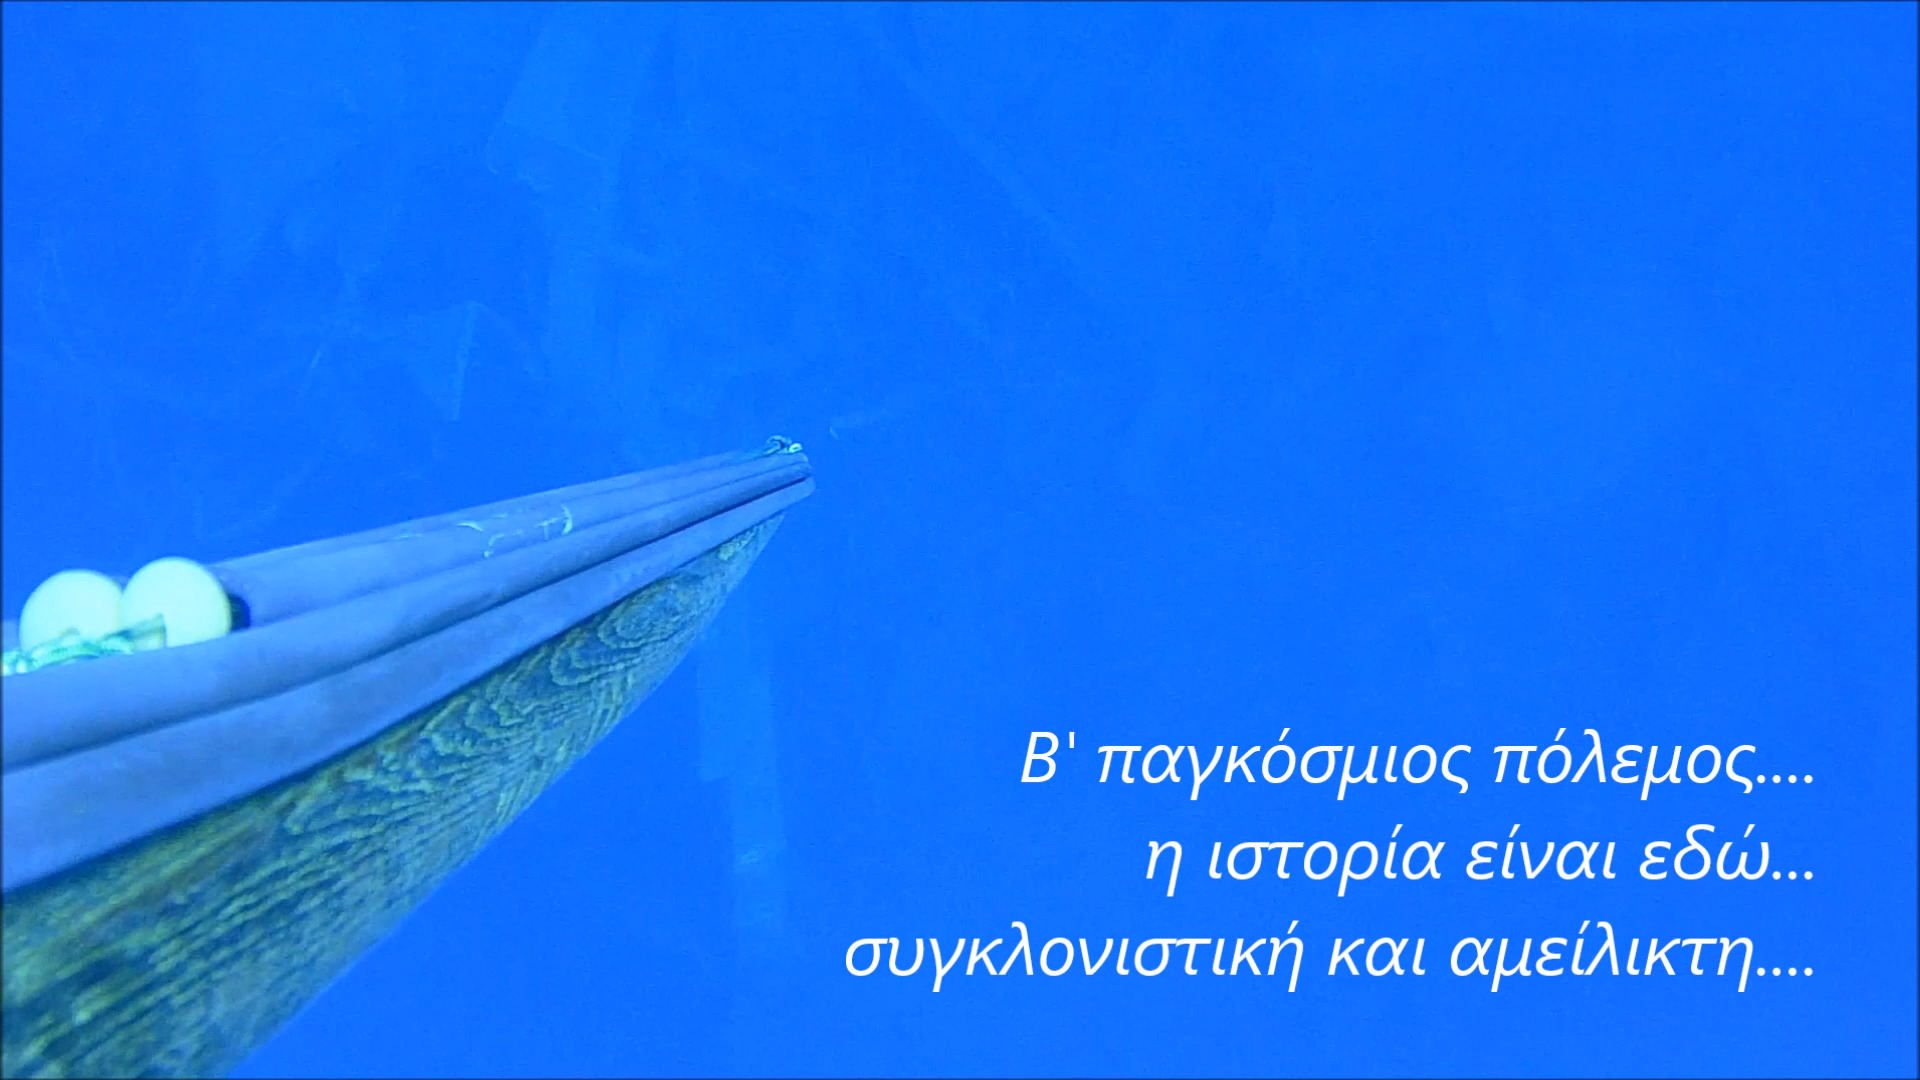 Β' παγκόσμιος πόλεμος....
η ιστορία είναι εδώ...
συγκλονιστική και αμείλικτη....